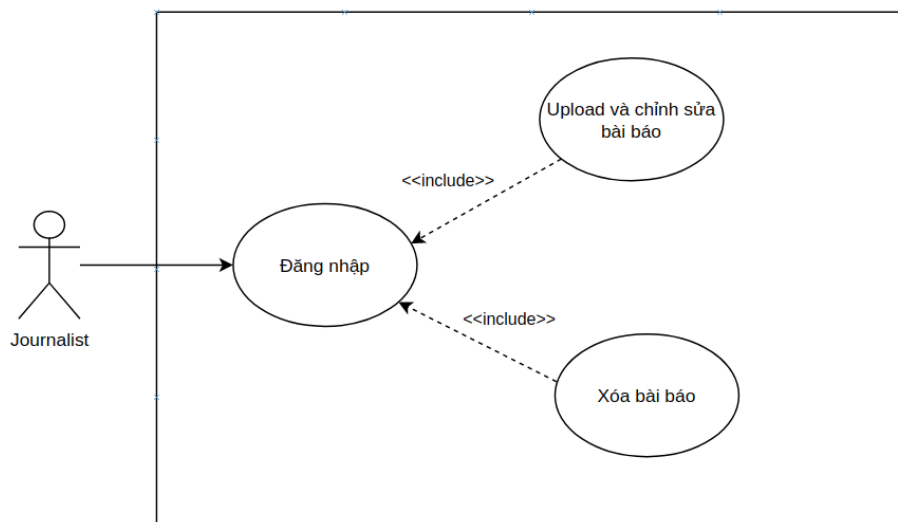 Upload và chỉnh sửa
bài báo
<<include>>
Đăng nhập
<<include>>
Journalist
Xóa bài báo